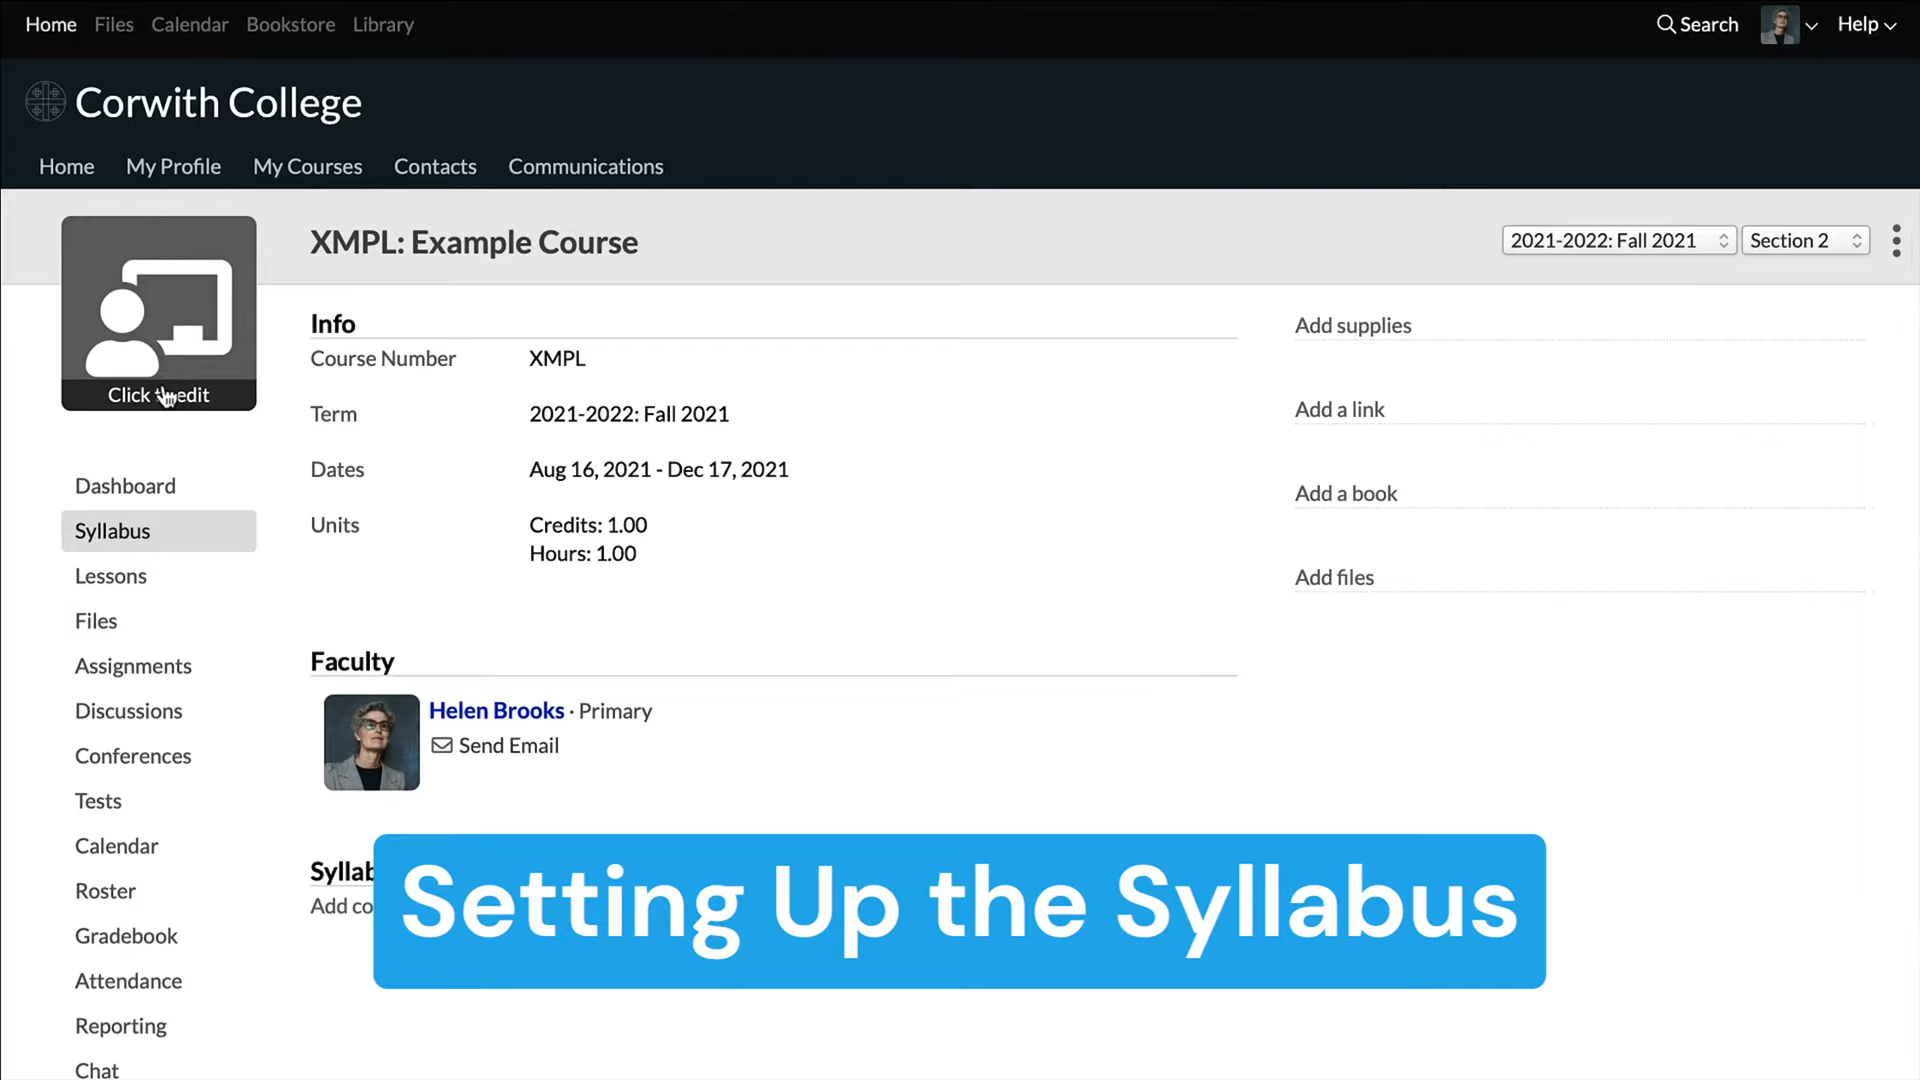 Home Files Calendar Bookstore Library
Search Help
Corwith College
Home My Profile My Courses Contacts Communications
XMPL: Example Course
2021-2022: Fall 2021 Section 2
Click edit
Dashboard
Syllabus
Lessons
Files
Assignments
Discussions
Conferences
Tests
Calendar
Roster
Gradebook
Attendance
Reporting
Chat
Info
Course Number XMPL
Term 2021-2022: Fall 2021
Dates Aug 16, 2021 - Dec 17, 2021
Units Credits: 1.00
Hours: 1.00
Faculty
Helen Brooks · Primary
Send Email
Add supplies
Add a link
Add a book
Add files
Setting Up the Syllabus